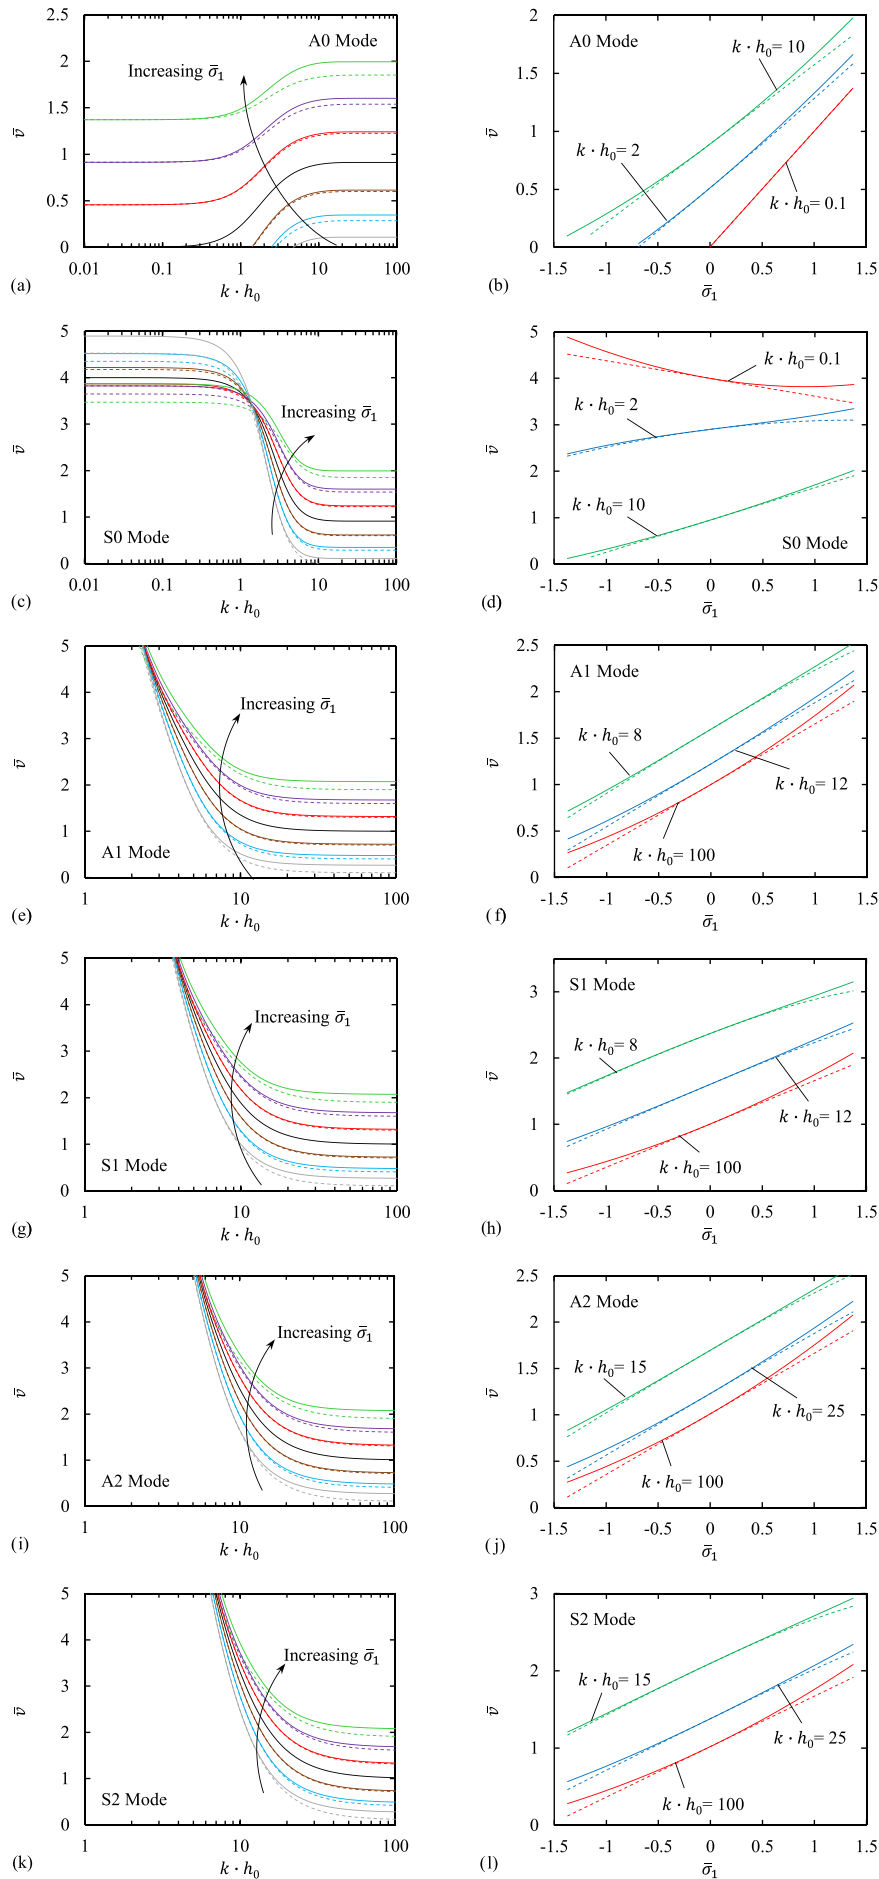 A0 Mode
Increasing σ̄₁
ā
2.5
2
1.5
1
0.5
0
0.01 0.1 1 10 100
k · h₀
(a)
A0 Mode
k · h₀= 10
k · h₀= 2
k · h₀= 0.1
ā
2
1.5
1
0.5
0
-1.5 -1 -0.5 0 0.5 1 1.5
σ̄₁
(b)
Increasing σ̄₁
S0 Mode
ā
5
4
3
2
1
0
0.01 0.1 1 10 100
k · h₀
(c)
k · h₀= 0.1
k · h₀= 2
k · h₀= 10
S0 Mode
ā
5
4
3
2
1
0
-1.5 -1 -0.5 0 0.5 1 1.5
σ̄₁
(d)
Increasing σ̄₁
A1 Mode
ā
5
4
3
2
1
0
1 10 100
k · h₀
(e)
A1 Mode
k · h₀= 8
k · h₀= 12
k · h₀= 100
ā
2.5
2
1.5
1
0.5
0
-1.5 -1 -0.5 0 0.5 1 1.5
σ̄₁
(f)
Increasing σ̄₁
S1 Mode
ā
5
4
3
2
1
0
1 10 100
k · h₀
(g)
S1 Mode
k · h₀= 8
k · h₀= 12
k · h₀= 100
ā
3
2
1
0
-1.5 -1 -0.5 0 0.5 1 1.5
σ̄₁
(h)
Increasing σ̄₁
A2 Mode
ā
5
4
3
2
1
0
1 10 100
k · h₀
(i)
A2 Mode
k · h₀= 15
k · h₀= 25
k · h₀= 100
ā
2.5
2
1.5
1
0.5
0
-1.5 -1 -0.5 0 0.5 1 1.5
σ̄₁
(j)
Increasing σ̄₁
S2 Mode
ā
5
4
3
2
1
0
1 10 100
k · h₀
(k)
S2 Mode
k · h₀= 15
k · h₀= 25
k · h₀= 100
ā
3
2
1
0
-1.5 -1 -0.5 0 0.5 1 1.5
σ̄₁
(l)